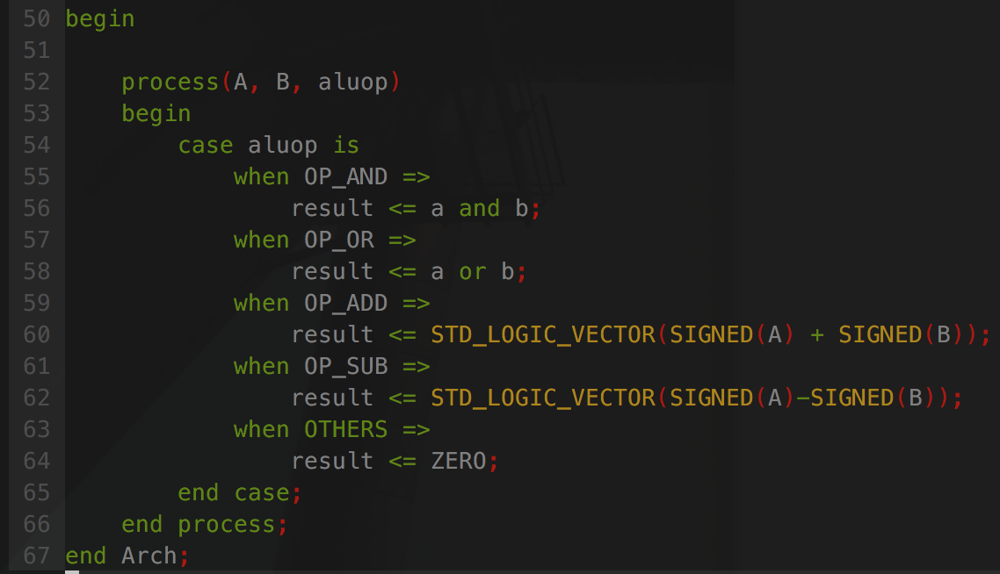 50 begin
51
52     process(A, B, aluop)
53     begin
54         case aluop is
55             when OP_AND =>
56                 result <= a and b;
57             when OP_OR =>
58                 result <= a or b;
59             when OP_ADD =>
60                 result <= STD_LOGIC_VECTOR(SIGNED(A) + SIGNED(B));
61             when OP_SUB =>
62                 result <= STD_LOGIC_VECTOR(SIGNED(A)-SIGNED(B));
63             when OTHERS =>
64                 result <= ZERO;
65         end case;
66     end process;
67 end Arch;